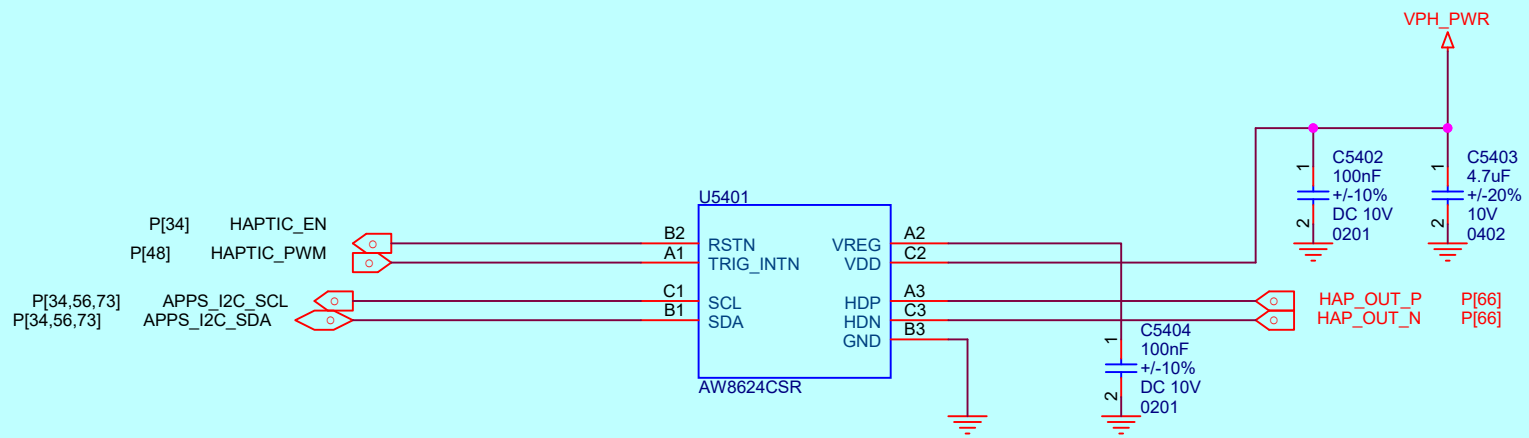 VPH_PWR
C5402
100nF
+/-10%
DC 10V
0201
1
2
C5403
4.7uF
+/-20%
10V
0402
1
2
U5401
P[34] HAPTIC_EN
P[48] HAPTIC_PWM
P[34,56,73] APPS_I2C_SCL
P[34,56,73] APPS_I2C_SDA
B2 RSTN
A1 TRIG_INTN
C1 SCL
B1 SDA
VREG A2
VDD C2
HDP A3
HDN C3
GND B3
HAP_OUT_P P[66]
HAP_OUT_N P[66]
AW8624CSR
C5404
100nF
+/-10%
DC 10V
0201
1
2